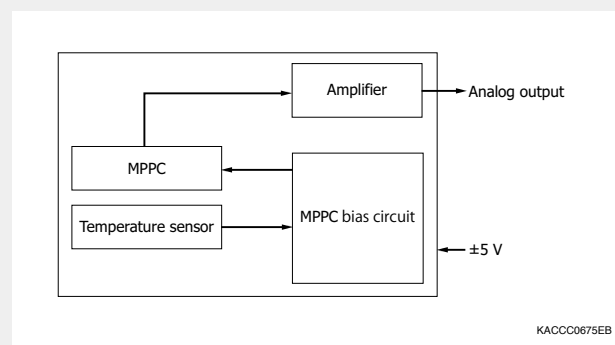 Amplifier
Analog output
MPPC
MPPC bias circuit
Temperature sensor
±5 V
KACCC0675EB